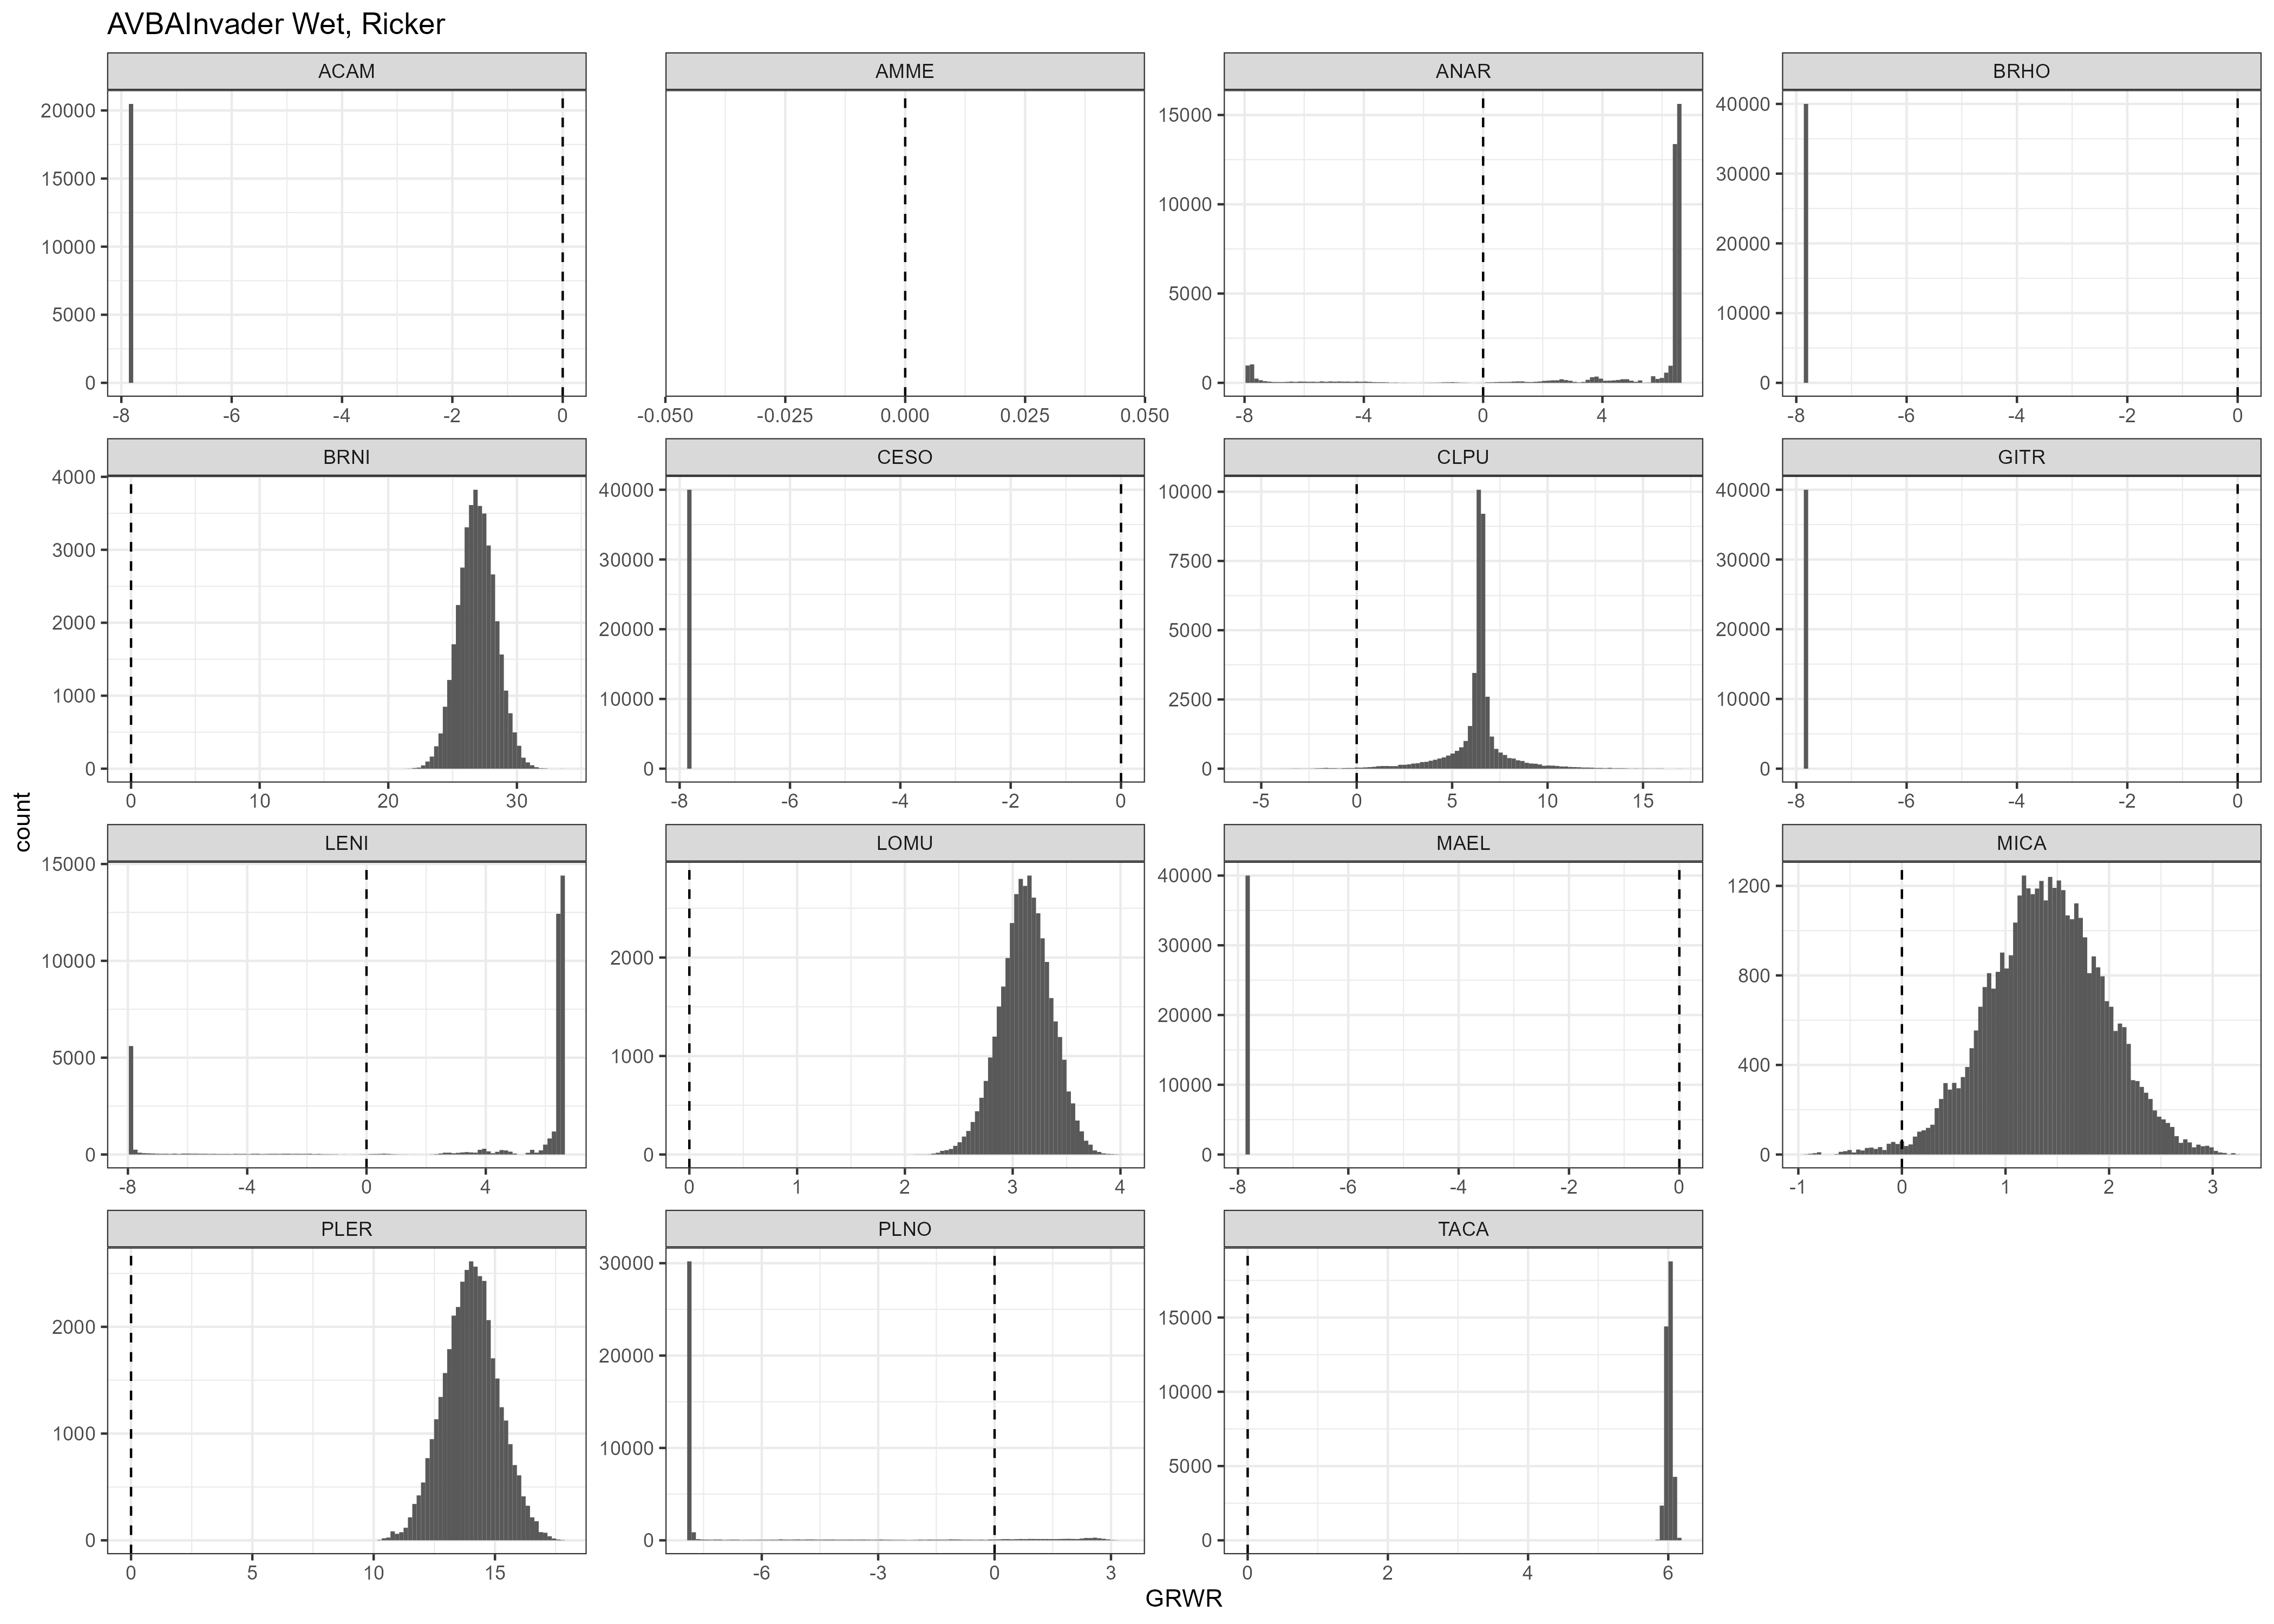 AVBAInvader Wet, Ricker
ACAM AMME ANAR BRHO
20000 15000 10000 5000 0
-8 -6 -4 -2 0
-0.050 -0.025 0.000 0.025 0.050
15000 10000 5000 0
-8 -4 0 4
40000 30000 20000 10000 0
-8 -6 -4 -2 0
BRNI CESO CLPU GITR
4000 3000 2000 1000 0
0 10 20 30
40000 30000 20000 10000 0
-8 -6 -4 -2 0
10000 7500 5000 2500 0
-5 0 5 10 15
40000 30000 20000 10000 0
-8 -6 -4 -2 0
count
LENI LOMU MAEL MICA
15000 10000 5000 0
-8 -4 0 4
2000 1000 0
0 1 2 3 4
40000 30000 20000 10000 0
-8 -6 -4 -2 0
1200 800 400 0
-1 0 1 2 3
PLER PLNO TACA
2000 1000 0
0 5 10 15
30000 20000 10000 0
-6 -3 0 3
15000 10000 5000 0
0 2 4 6
GRWR